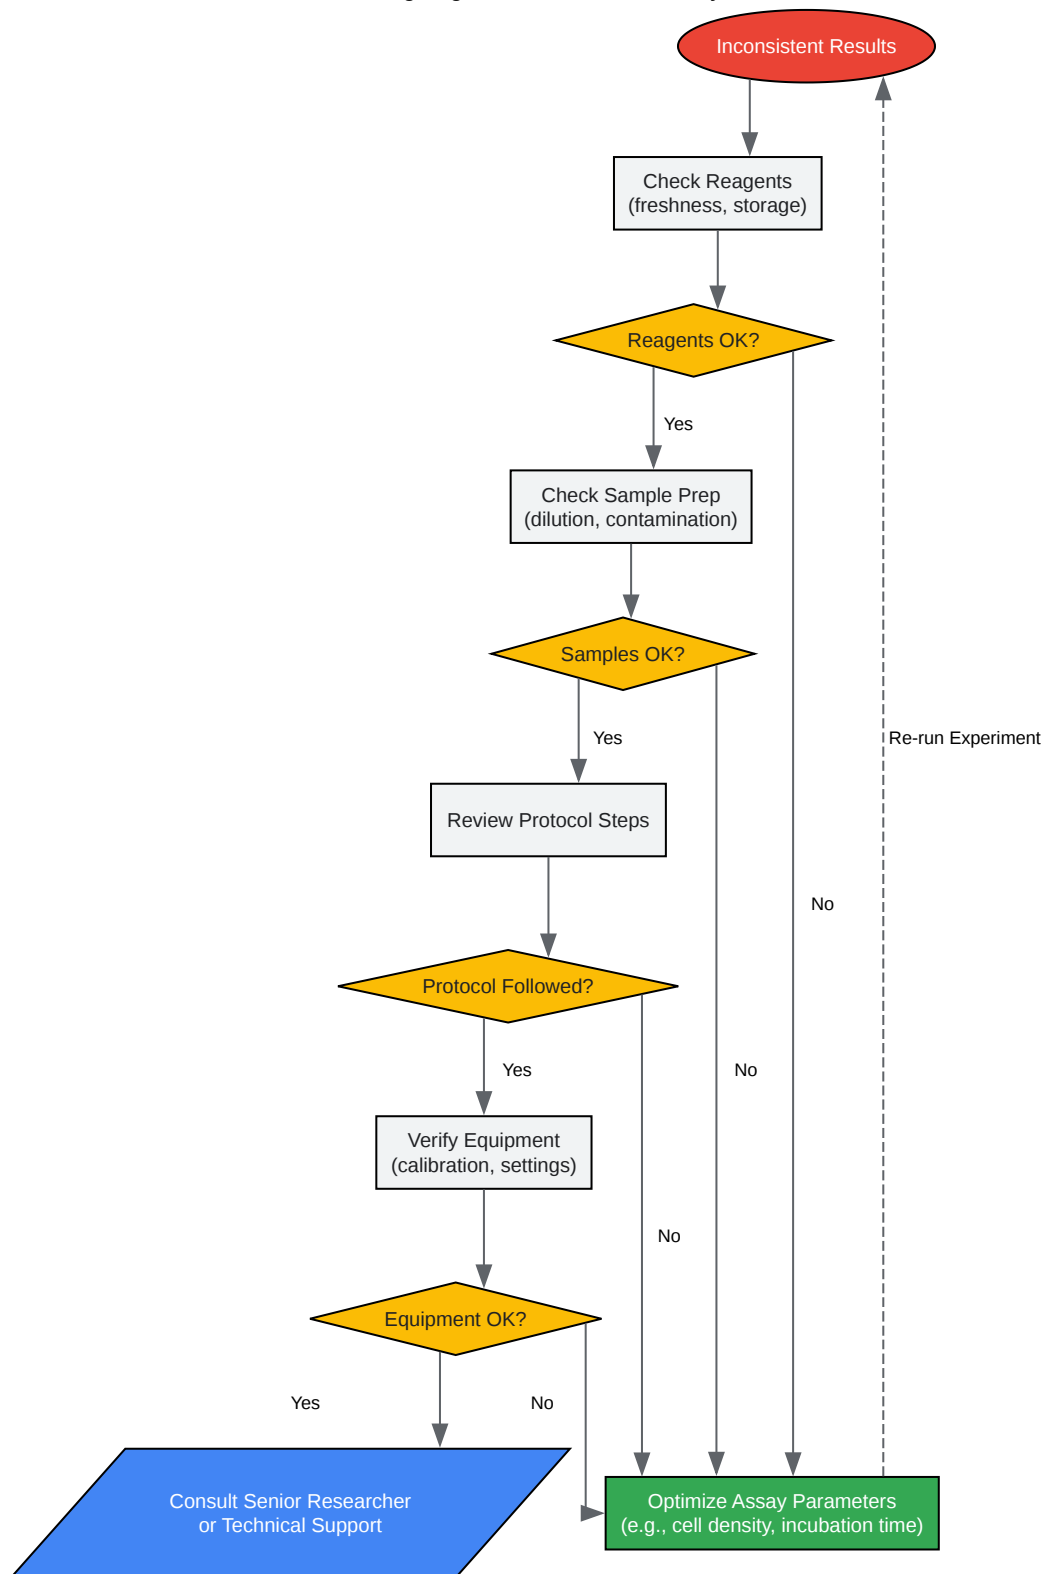 Inconsistent Results
Check Reagents
(freshness, storage)
Reagents OK?
Yes
Check Sample Prep
(dilution, contamination)
Samples OK?
Yes
Re-run Experiment
Review Protocol Steps
No
Protocol Followed?
Yes
No
Verify Equipment
(calibration, settings)
No
Equipment OK?
Yes
No
Consult Senior Researcher
or Technical Support
Optimize Assay Parameters
(e.g., cell density, incubation time)